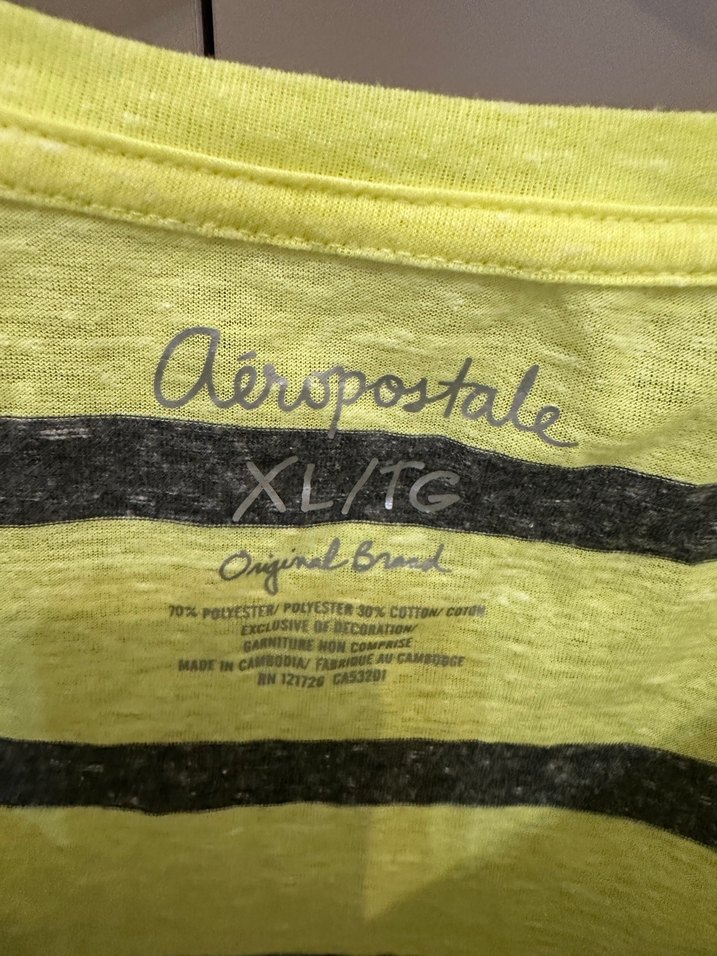 Aéropostale
XL/TG
Original Brand
70% POLYESTER/ POLYESTER 30% COTTON/ COTON
EXCLUSIVE OF DECORATION/
GARNITURE NON COMPRISE
MADE IN CAMBODIA/ FABRIQUE AU CAMBODGE
RN 121726 CA53201